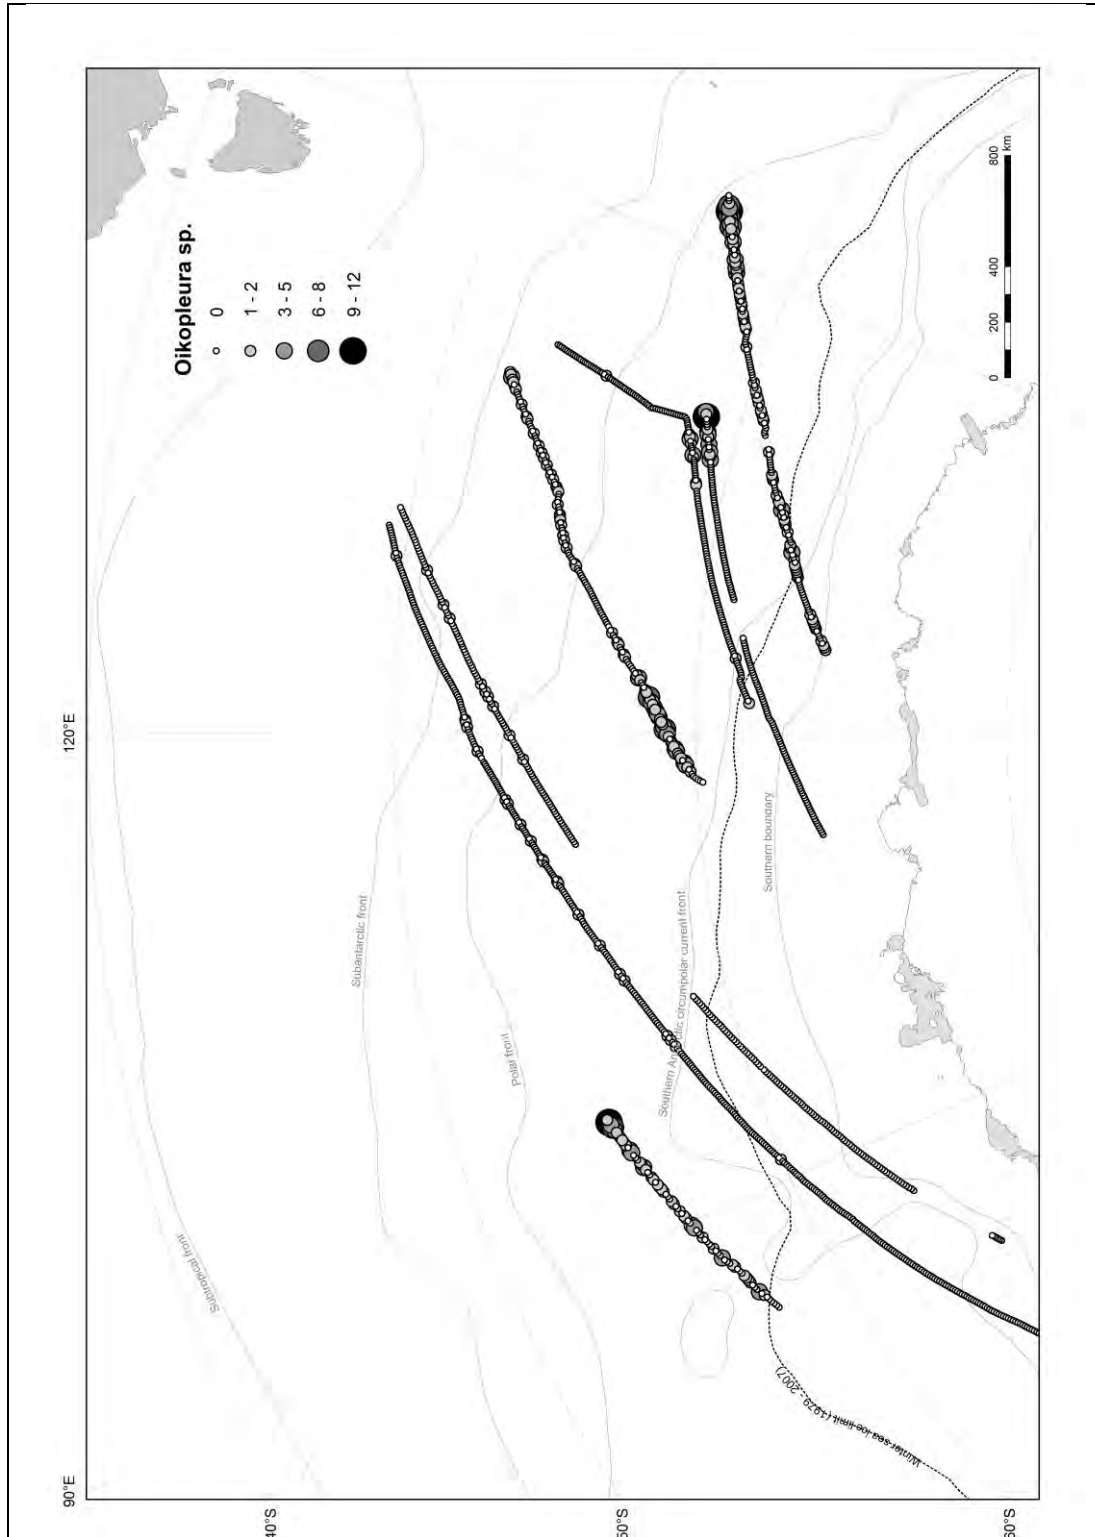 Oikopleura sp.
0
1 - 2
3 - 5
6 - 8
9 - 12
0
200
400
800
km
120°E
90°E
40°S
50°S
60°S
Subtropical front
Subantarctic front
Polar front
Southern Antarctic circumpolar current front
Southern boundary
Winter sea ice limit (1979 - 2007)